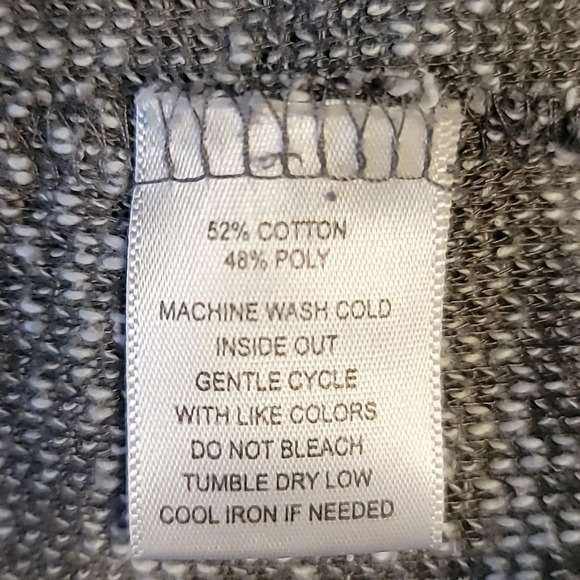 52% COTTON
48% POLY
MACHINE WASH COLD
INSIDE OUT
GENTLE CYCLE
WITH LIKE COLORS
DO NOT BLEACH
TUMBLE DRY LOW
COOL IRON IF NEEDED